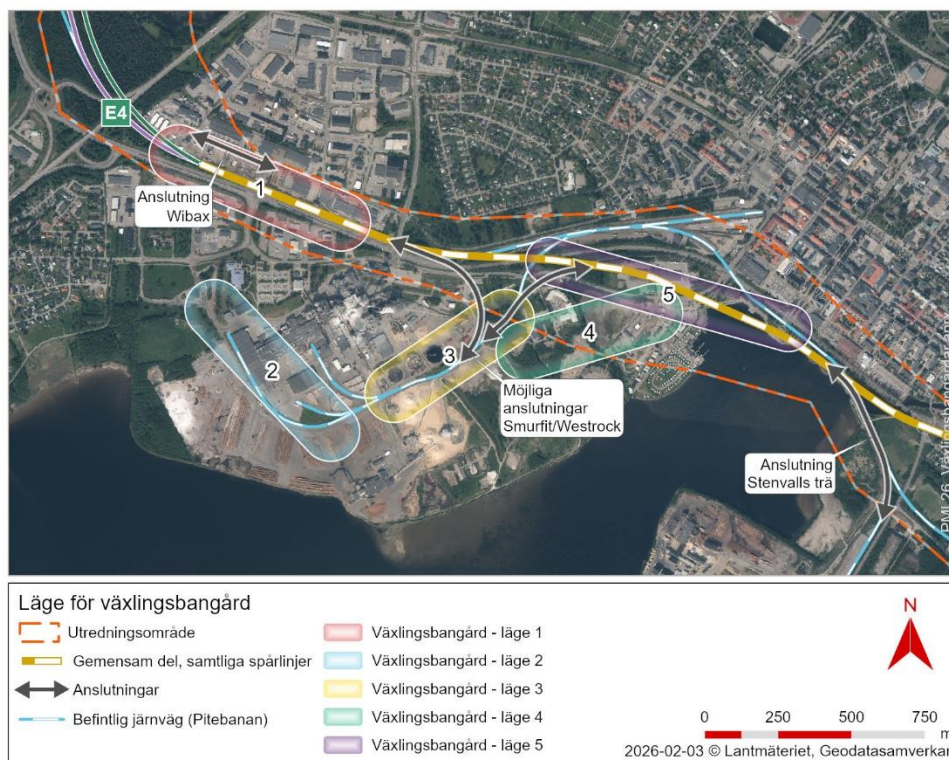 E4
1
Anslutning
Wibax
2
3
4
5
Möjliga
anslutningar
Smurfit/Westrock
Anslutning
Stenvalls trä
Läge för växlingsbangård
Utredningsområde
Gemensam del, samtliga spårlinjer
Anslutningar
Befintlig järnväg (Pitebanan)
Växlingsbangård - läge 1
Växlingsbangård - läge 2
Växlingsbangård - läge 3
Växlingsbangård - läge 4
Växlingsbangård - läge 5
N
0 250 500 750
m
2026-02-03 © Lantmäteriet, Geodatasamverkan